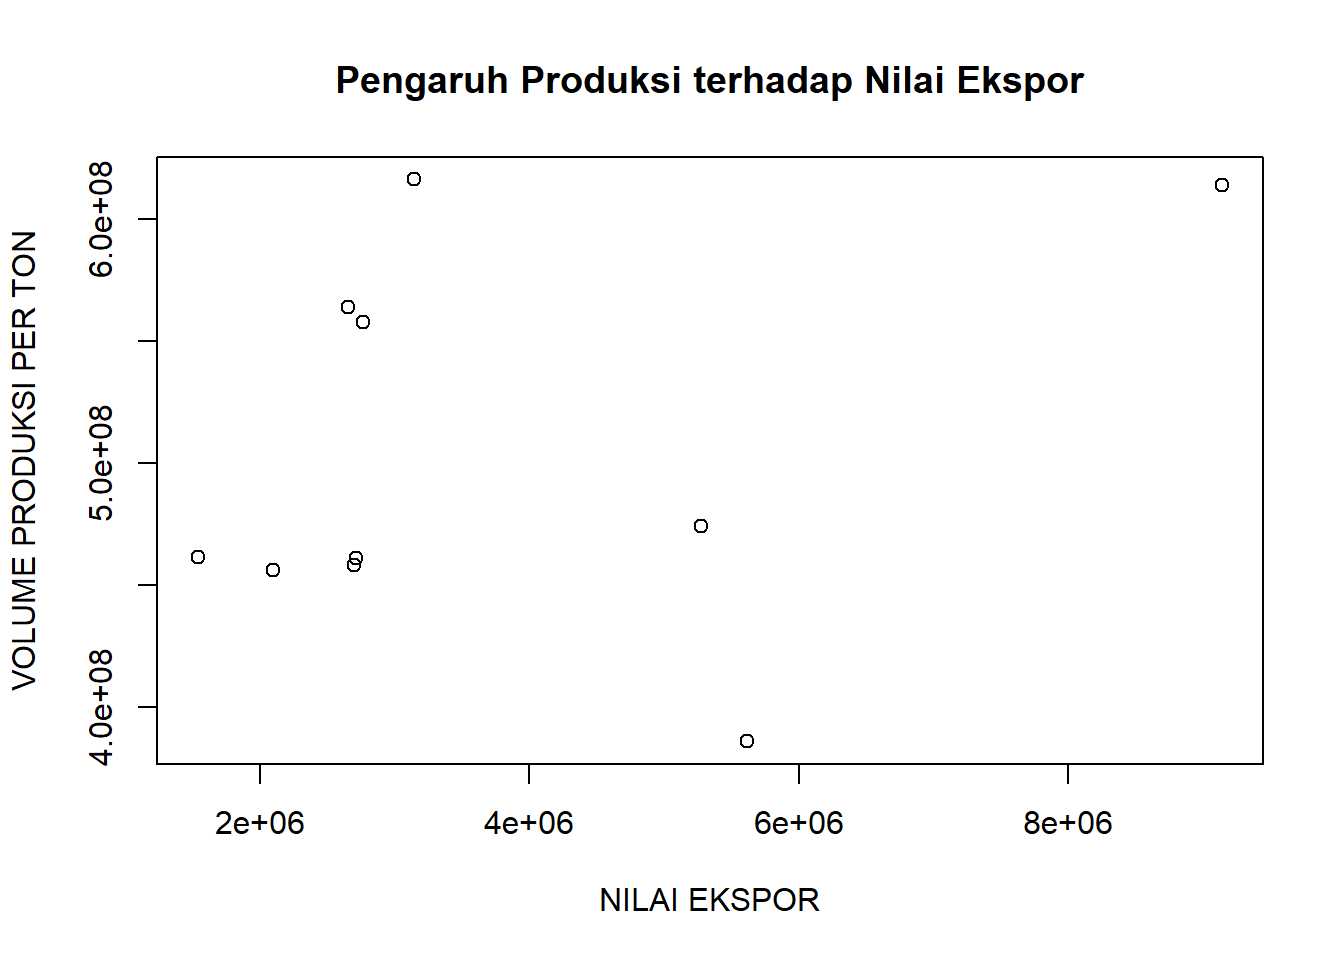 Pengaruh Produksi terhadap Nilai Ekspor
VOLUME PRODUKSI PER TON
6.0e+08
5.0e+08
4.0e+08
2e+06
4e+06
6e+06
8e+06
NILAI EKSPOR